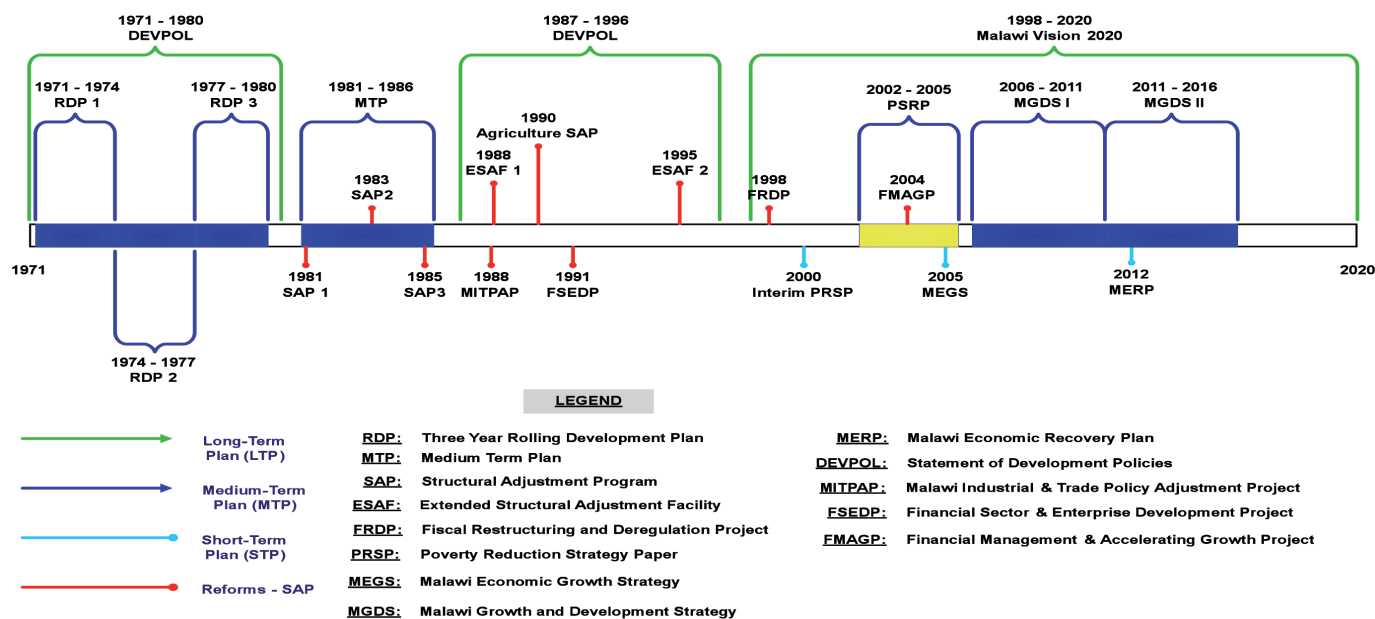 1971 - 1980
DEVPOL
1987 - 1996
DEVPOL
1998 - 2020
Malawi Vision 2020
1971 - 1974
RDP 1
1977 - 1980
RDP 3
1981 - 1986
MTP
2002 - 2005
PSRP
2006 - 2011
MGDS I
2011 - 2016
MGDS II
1990
Agriculture SAP
1988
ESAF 1
1995
ESAF 2
1983
SAP2
1998
FRDP
2004
FMAGP
1971
2020
1981
SAP 1
1985
SAP3
1988
MITPAP
1991
FSEDP
2000
Interim PRSP
2005
MEGS
2012
MERP
1974 - 1977
RDP 2
LEGEND
Long-Term
Plan (LTP)
Medium-Term
Plan (MTP)
Short-Term
Plan (STP)
Reforms - SAP
RDP: Three Year Rolling Development Plan
MTP: Medium Term Plan
SAP: Structural Adjustment Program
ESAF: Extended Structural Adjustment Facility
FRDP: Fiscal Restructuring and Deregulation Project
PRSP: Poverty Reduction Strategy Paper
MEGS: Malawi Economic Growth Strategy
MGDS: Malawi Growth and Development Strategy
MERP: Malawi Economic Recovery Plan
DEVPOL: Statement of Development Policies
MITPAP: Malawi Industrial & Trade Policy Adjustment Project
FSEDP: Financial Sector & Enterprise Development Project
FMAGP: Financial Management & Accelerating Growth Project